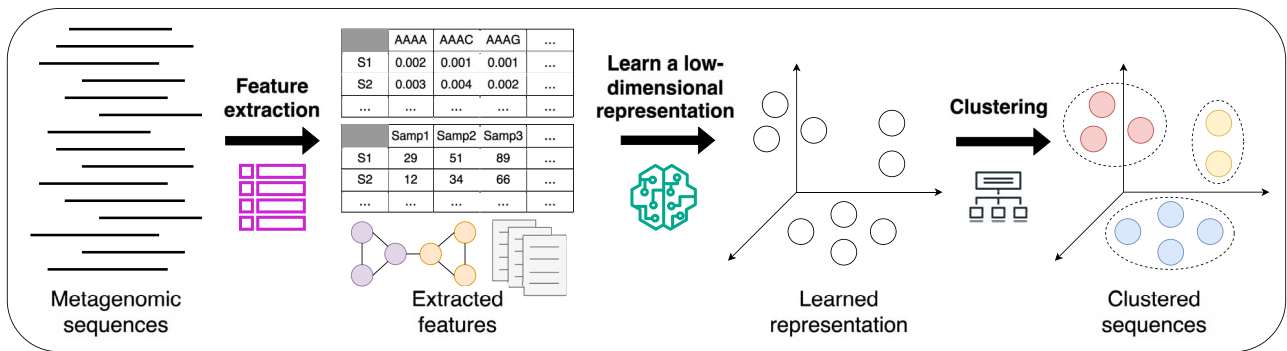 Feature
extraction
AAAA AAAC AAAG ...
S1 0.002 0.001 0.001 ...
S2 0.003 0.004 0.002 ...
... ... ... ...
Samp1 Samp2 Samp3 ...
S1 29 51 89 ...
S2 12 34 66 ...
... ... ... ...
Learn a low-
dimensional
representation
Clustering
Metagenomic
sequences
Extracted
features
Learned
representation
Clustered
sequences